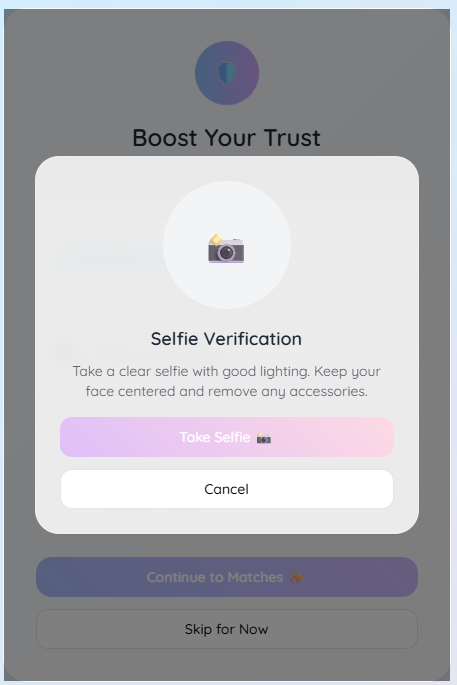 Boost Your Trust
Selfie Verification
Take a clear selfie with good lighting. Keep your
face centered and remove any accessories.
Take Selfie 📸
Cancel
Continue to Matches ✨
Skip for Now